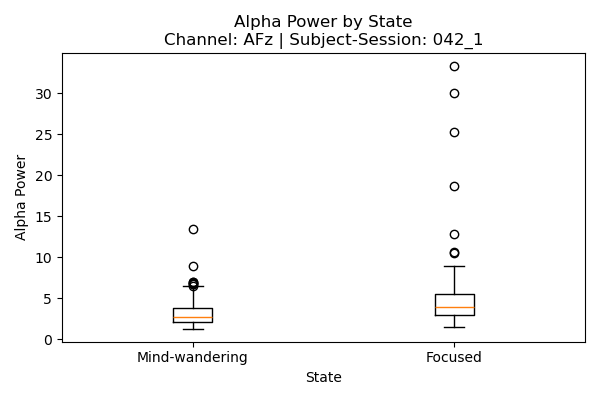 Alpha Power by State
Channel: AFz | Subject-Session: 042_1
Alpha Power
30
25
20
15
10
5
0
Mind-wandering
Focused
State